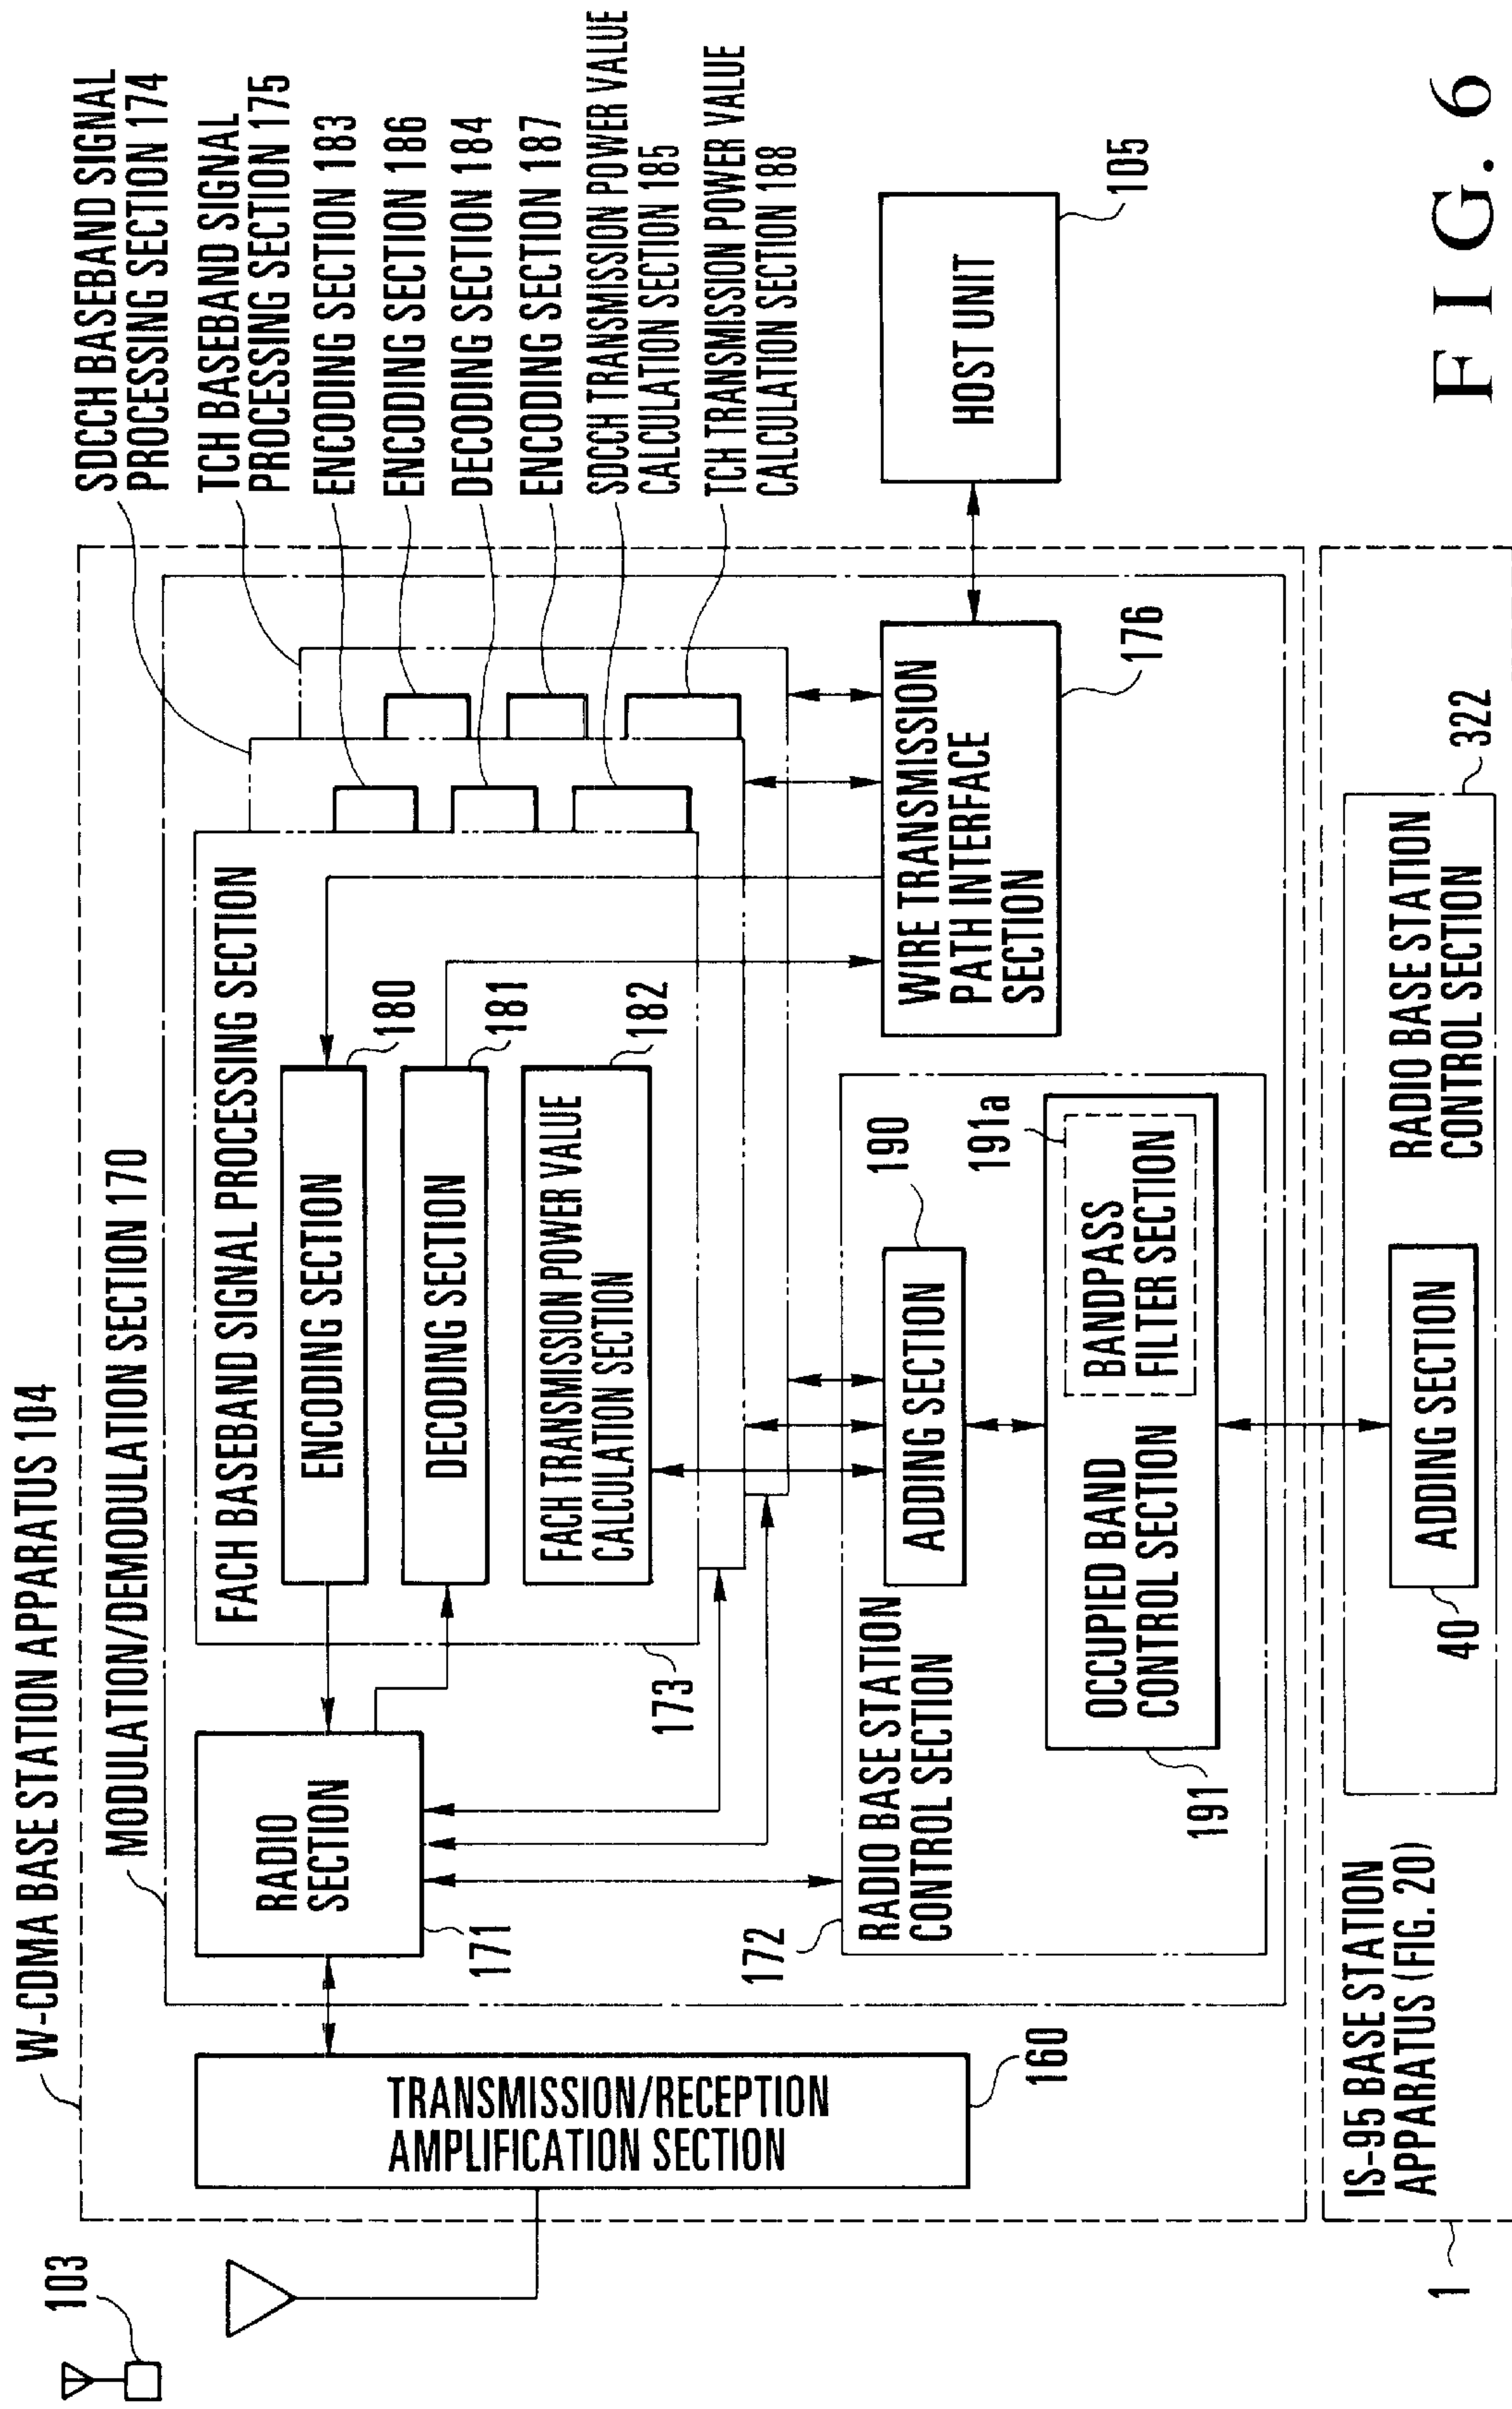 W-CDMA BASE STATION APPARATUS 104
MODULATION/DEMODULATION SECTION 170
SDCCH BASEBAND SIGNAL
PROCESSING SECTION 174
TCH BASEBAND SIGNAL
PROCESSING SECTION 175
ENCODING SECTION 183
ENCODING SECTION 186
DECODING SECTION 184
ENCODING SECTION 187
SDCCH TRANSMISSION POWER VALUE
CALCULATION SECTION 185
TCH TRANSMISSION POWER VALUE
CALCULATION SECTION 188
103
TRANSMISSION/RECEPTION
AMPLIFICATION SECTION
160
RADIO
SECTION
171
FACH BASEBAND SIGNAL PROCESSING SECTION
173
ENCODING SECTION
180
DECODING SECTION
181
FACH TRANSMISSION POWER VALUE
CALCULATION SECTION
182
RADIO BASE STATION
CONTROL SECTION
172
ADDING SECTION
190
OCCUPIED BAND
CONTROL SECTION
191
BANDPASS
FILTER SECTION
191a
WIRE TRANSMISSION
PATH INTERFACE
SECTION
176
HOST UNIT
105
IS-95 BASE STATION
APPARATUS (FIG. 20)
1
ADDING SECTION
40
RADIO BASE STATION
CONTROL SECTION
322
FIG. 6